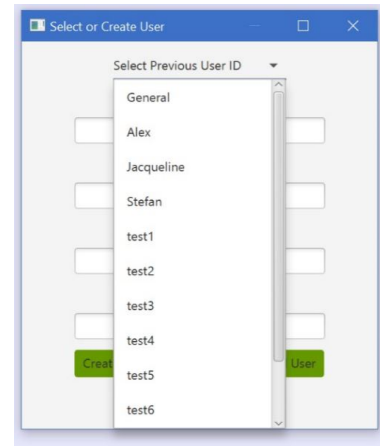 Select or Create User
Select Previous User ID
General
Alex
Jacqueline
Stefan
test1
test2
test3
test4
Creat
User
test5
test6